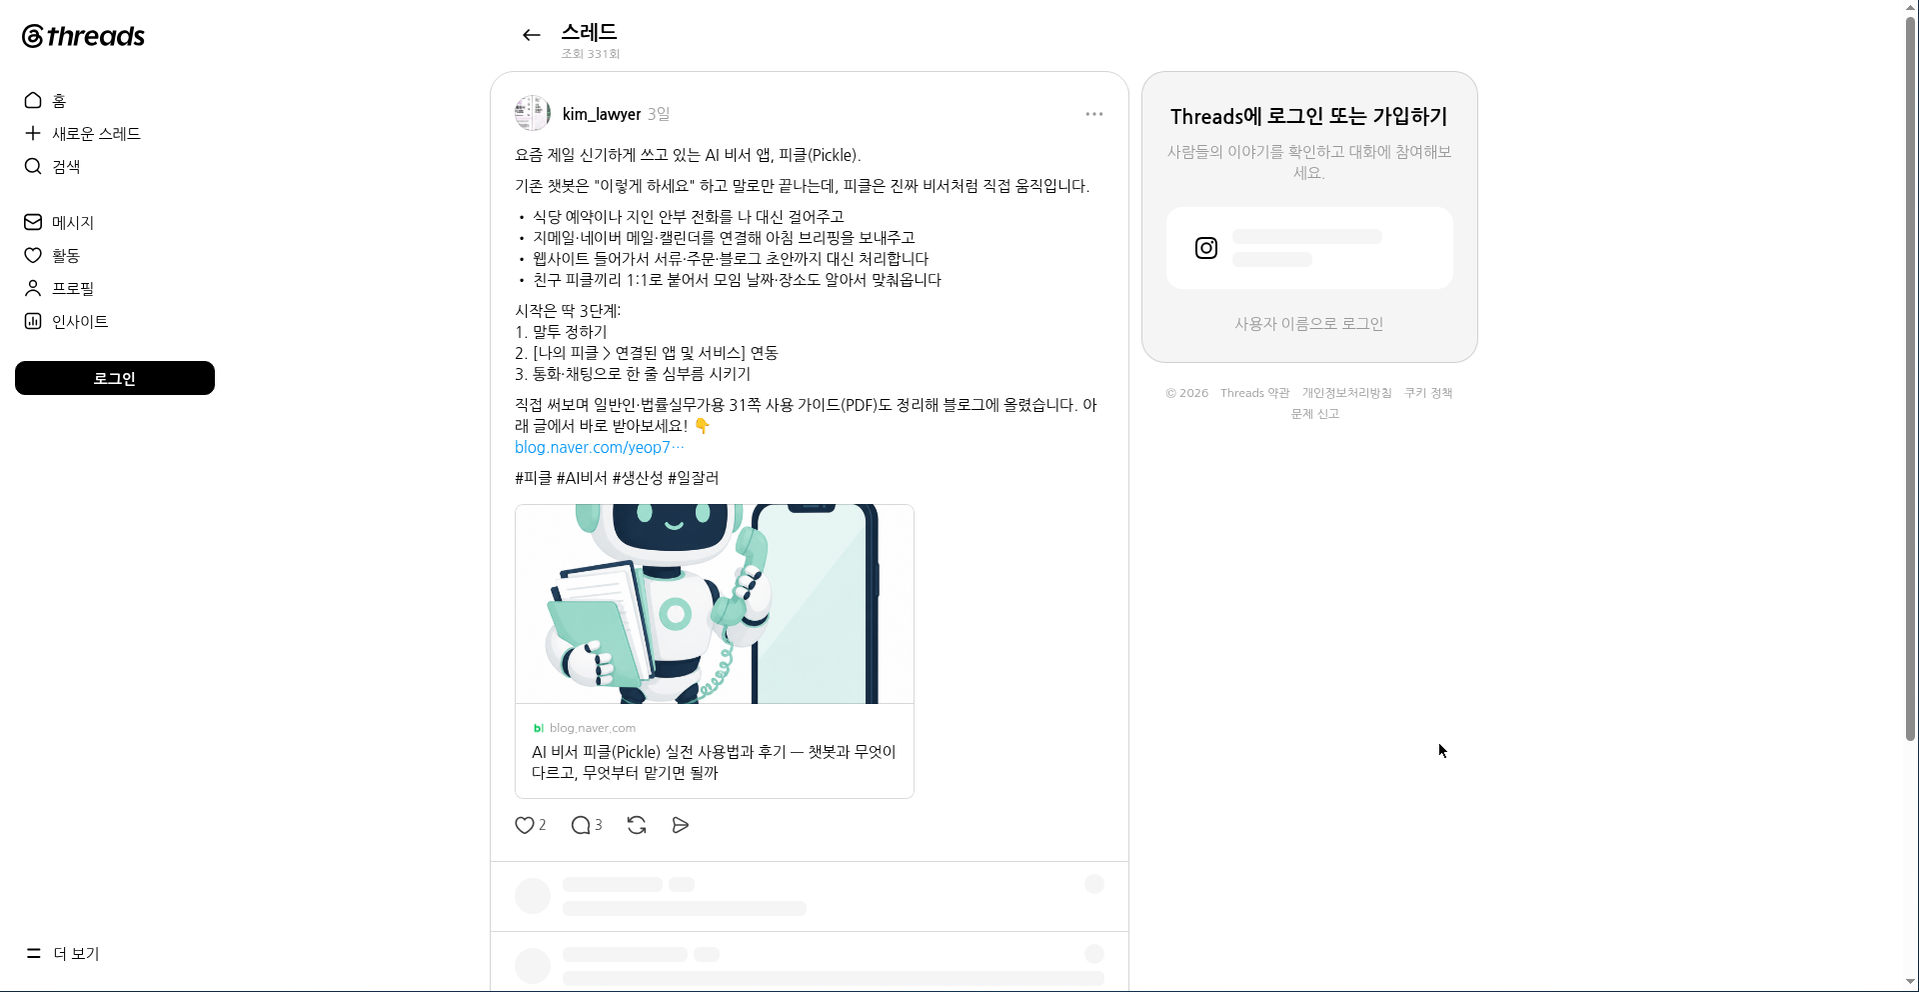 threads
홈
새로운 스레드
검색
메시지
활동
프로필
인사이트
로그인
더 보기
스레드
조회 331회
kim_lawyer 3일
요즘 제일 신기하게 쓰고 있는 AI 비서 앱, 피클(Pickle).
기존 챗봇은 "이렇게 하세요" 하고 말로만 끝나는데, 피클은 진짜 비서처럼 직접 움직입니다.
• 식당 예약이나 지인 안부 전화를 나 대신 걸어주고
• 지메일·네이버 메일·캘린더를 연결해 아침 브리핑을 보내주고
• 웹사이트 들어가서 서류·주문·블로그 초안까지 대신 처리합니다
• 친구 피클끼리 1:1로 붙어서 모임 날짜·장소도 알아서 맞춰옵니다
시작은 딱 3단계:
1. 말투 정하기
2. [나의 피클 > 연결된 앱 및 서비스] 연동
3. 통화·채팅으로 한 줄 심부름 시키기
직접 써보며 일반인·법률실무가용 31쪽 사용 가이드(PDF)도 정리해 블로그에 올렸습니다. 아
래 글에서 바로 받아보세요! 👇
blog.naver.com/yeop7…
#피클 #AI비서 #생산성 #일잘러
blog.naver.com
AI 비서 피클(Pickle) 실전 사용법과 후기 — 챗봇과 무엇이
다르고, 무엇부터 맡기면 될까
2 3
Threads에 로그인 또는 가입하기
사람들의 이야기를 확인하고 대화에 참여해보
세요.
사용자 이름으로 로그인
© 2026 Threads 약관 개인정보처리방침 쿠키 정책
문제 신고